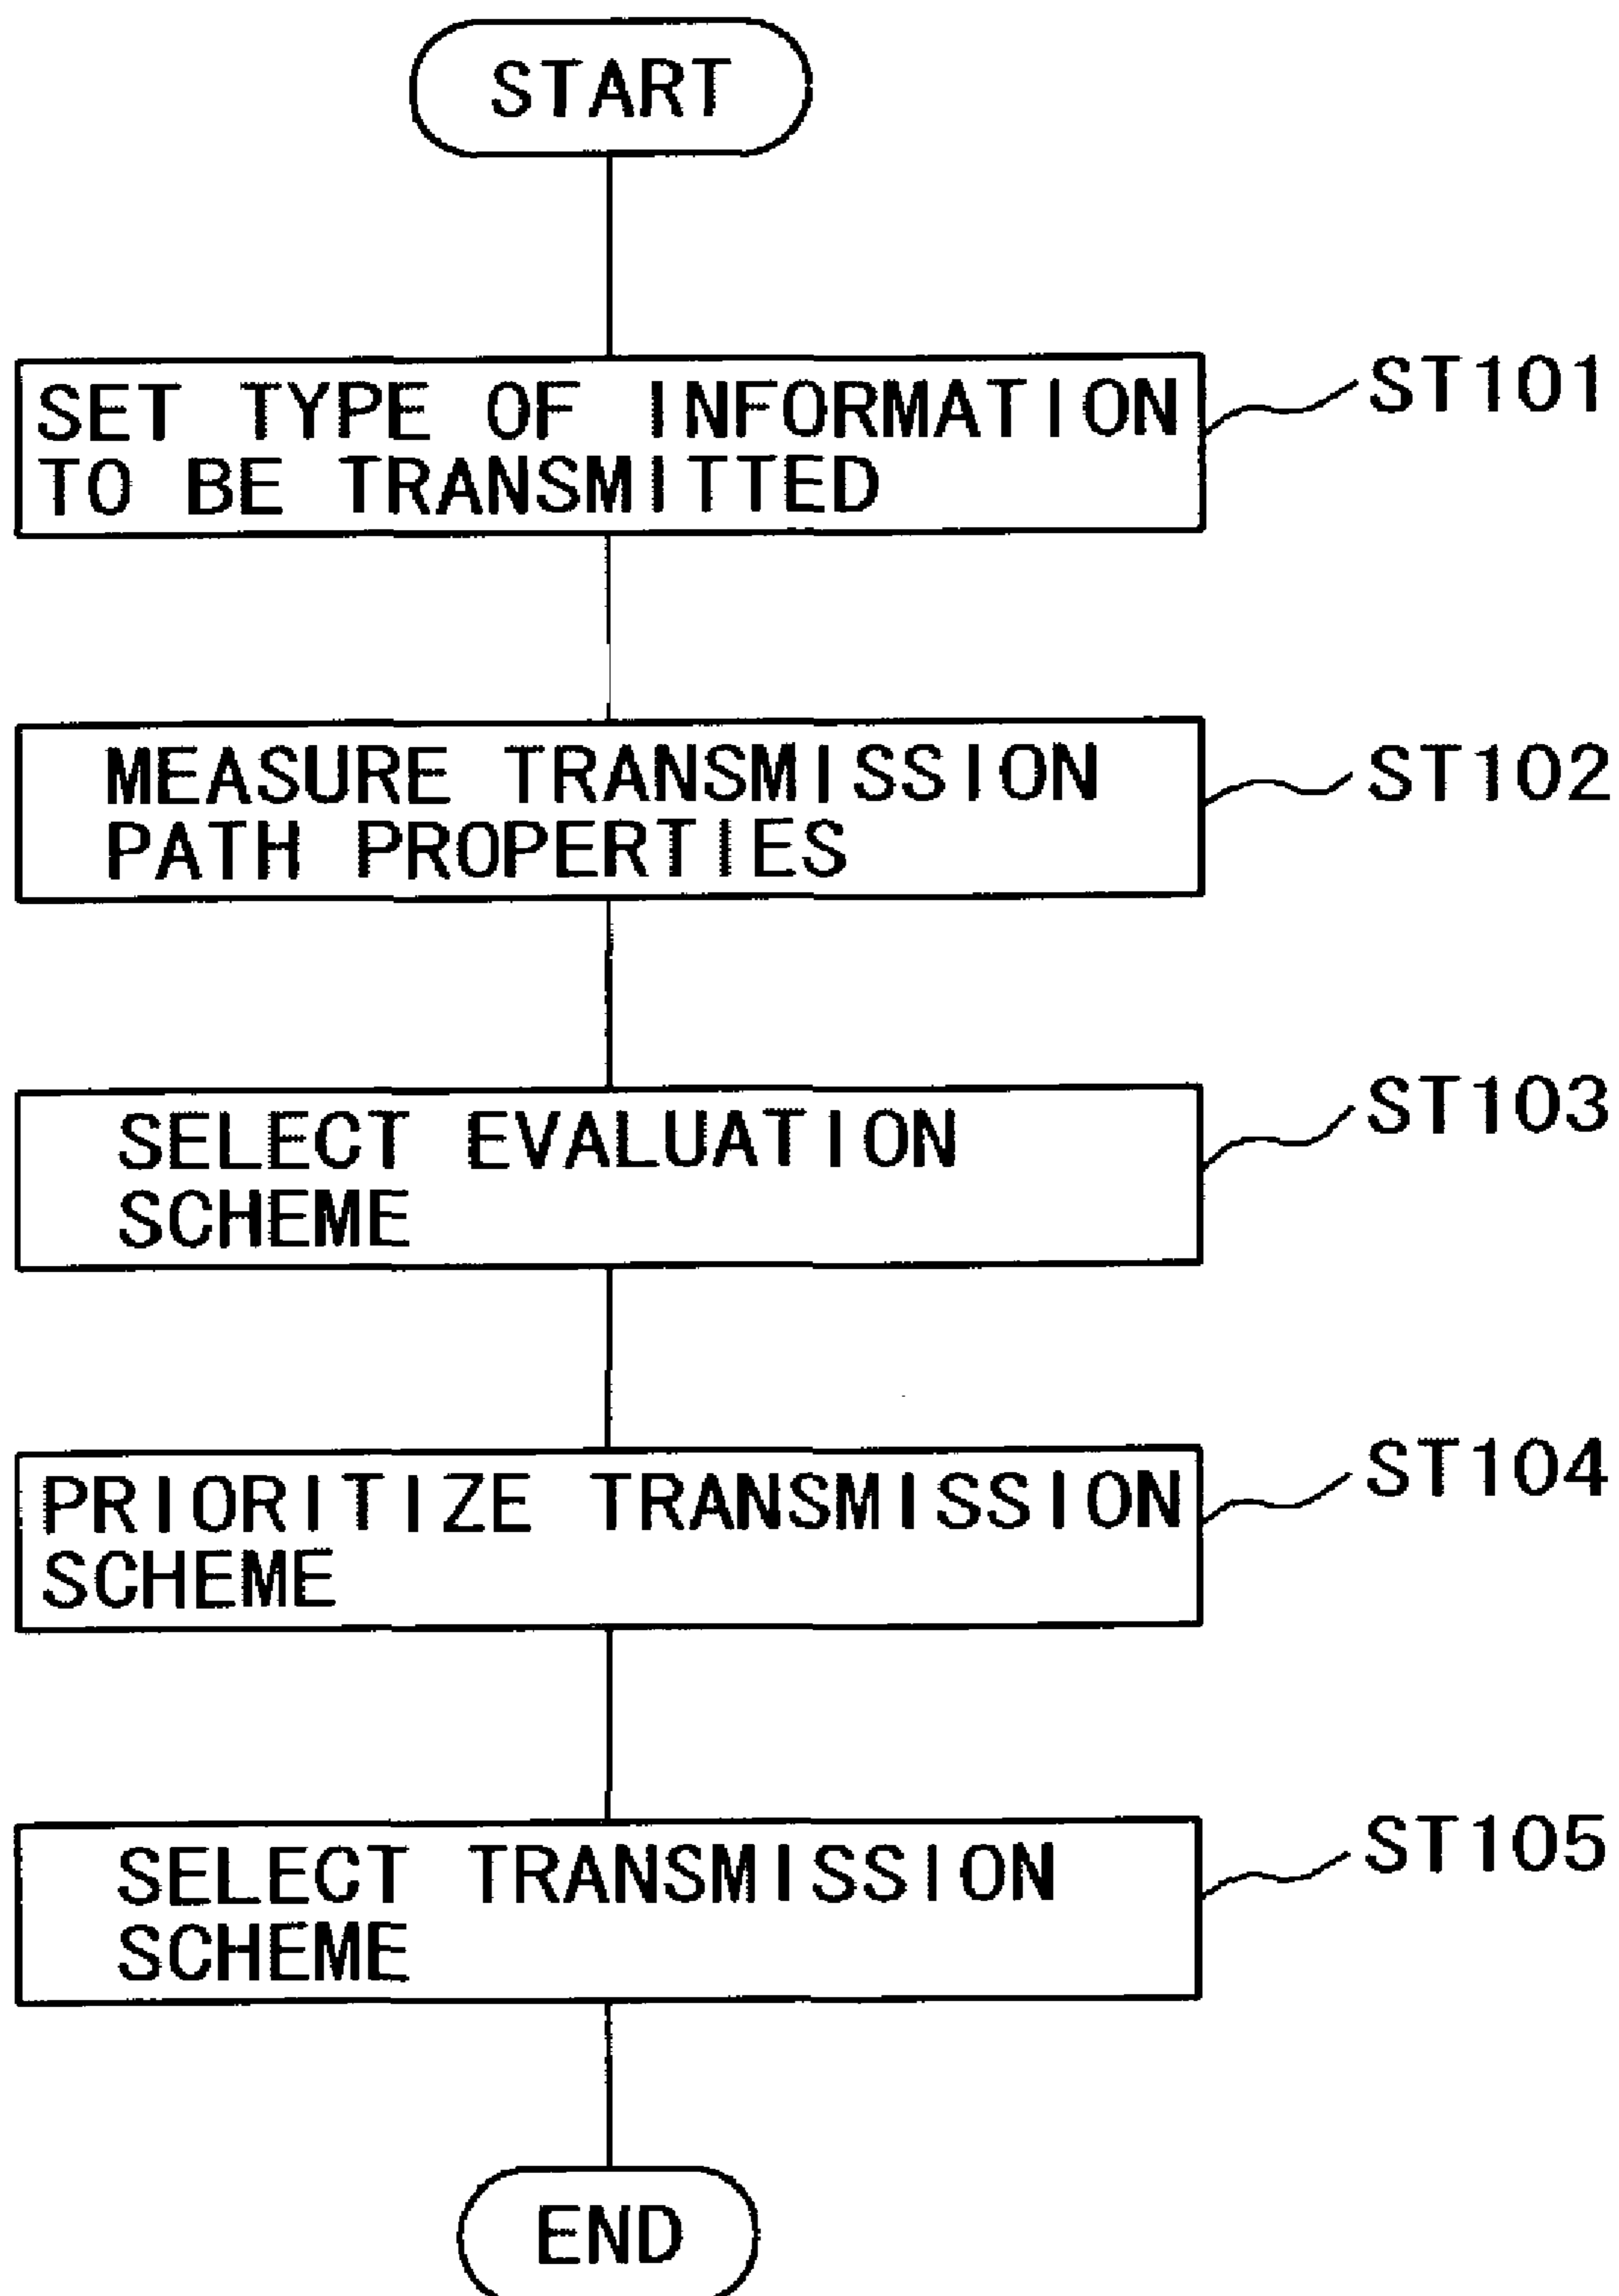 START
SET TYPE OF INFORMATION
TO BE TRANSMITTED
ST101
MEASURE TRANSMISSION
PATH PROPERTIES
ST102
SELECT EVALUATION
SCHEME
ST103
PRIORITIZE TRANSMISSION
SCHEME
ST104
SELECT TRANSMISSION
SCHEME
ST105
END